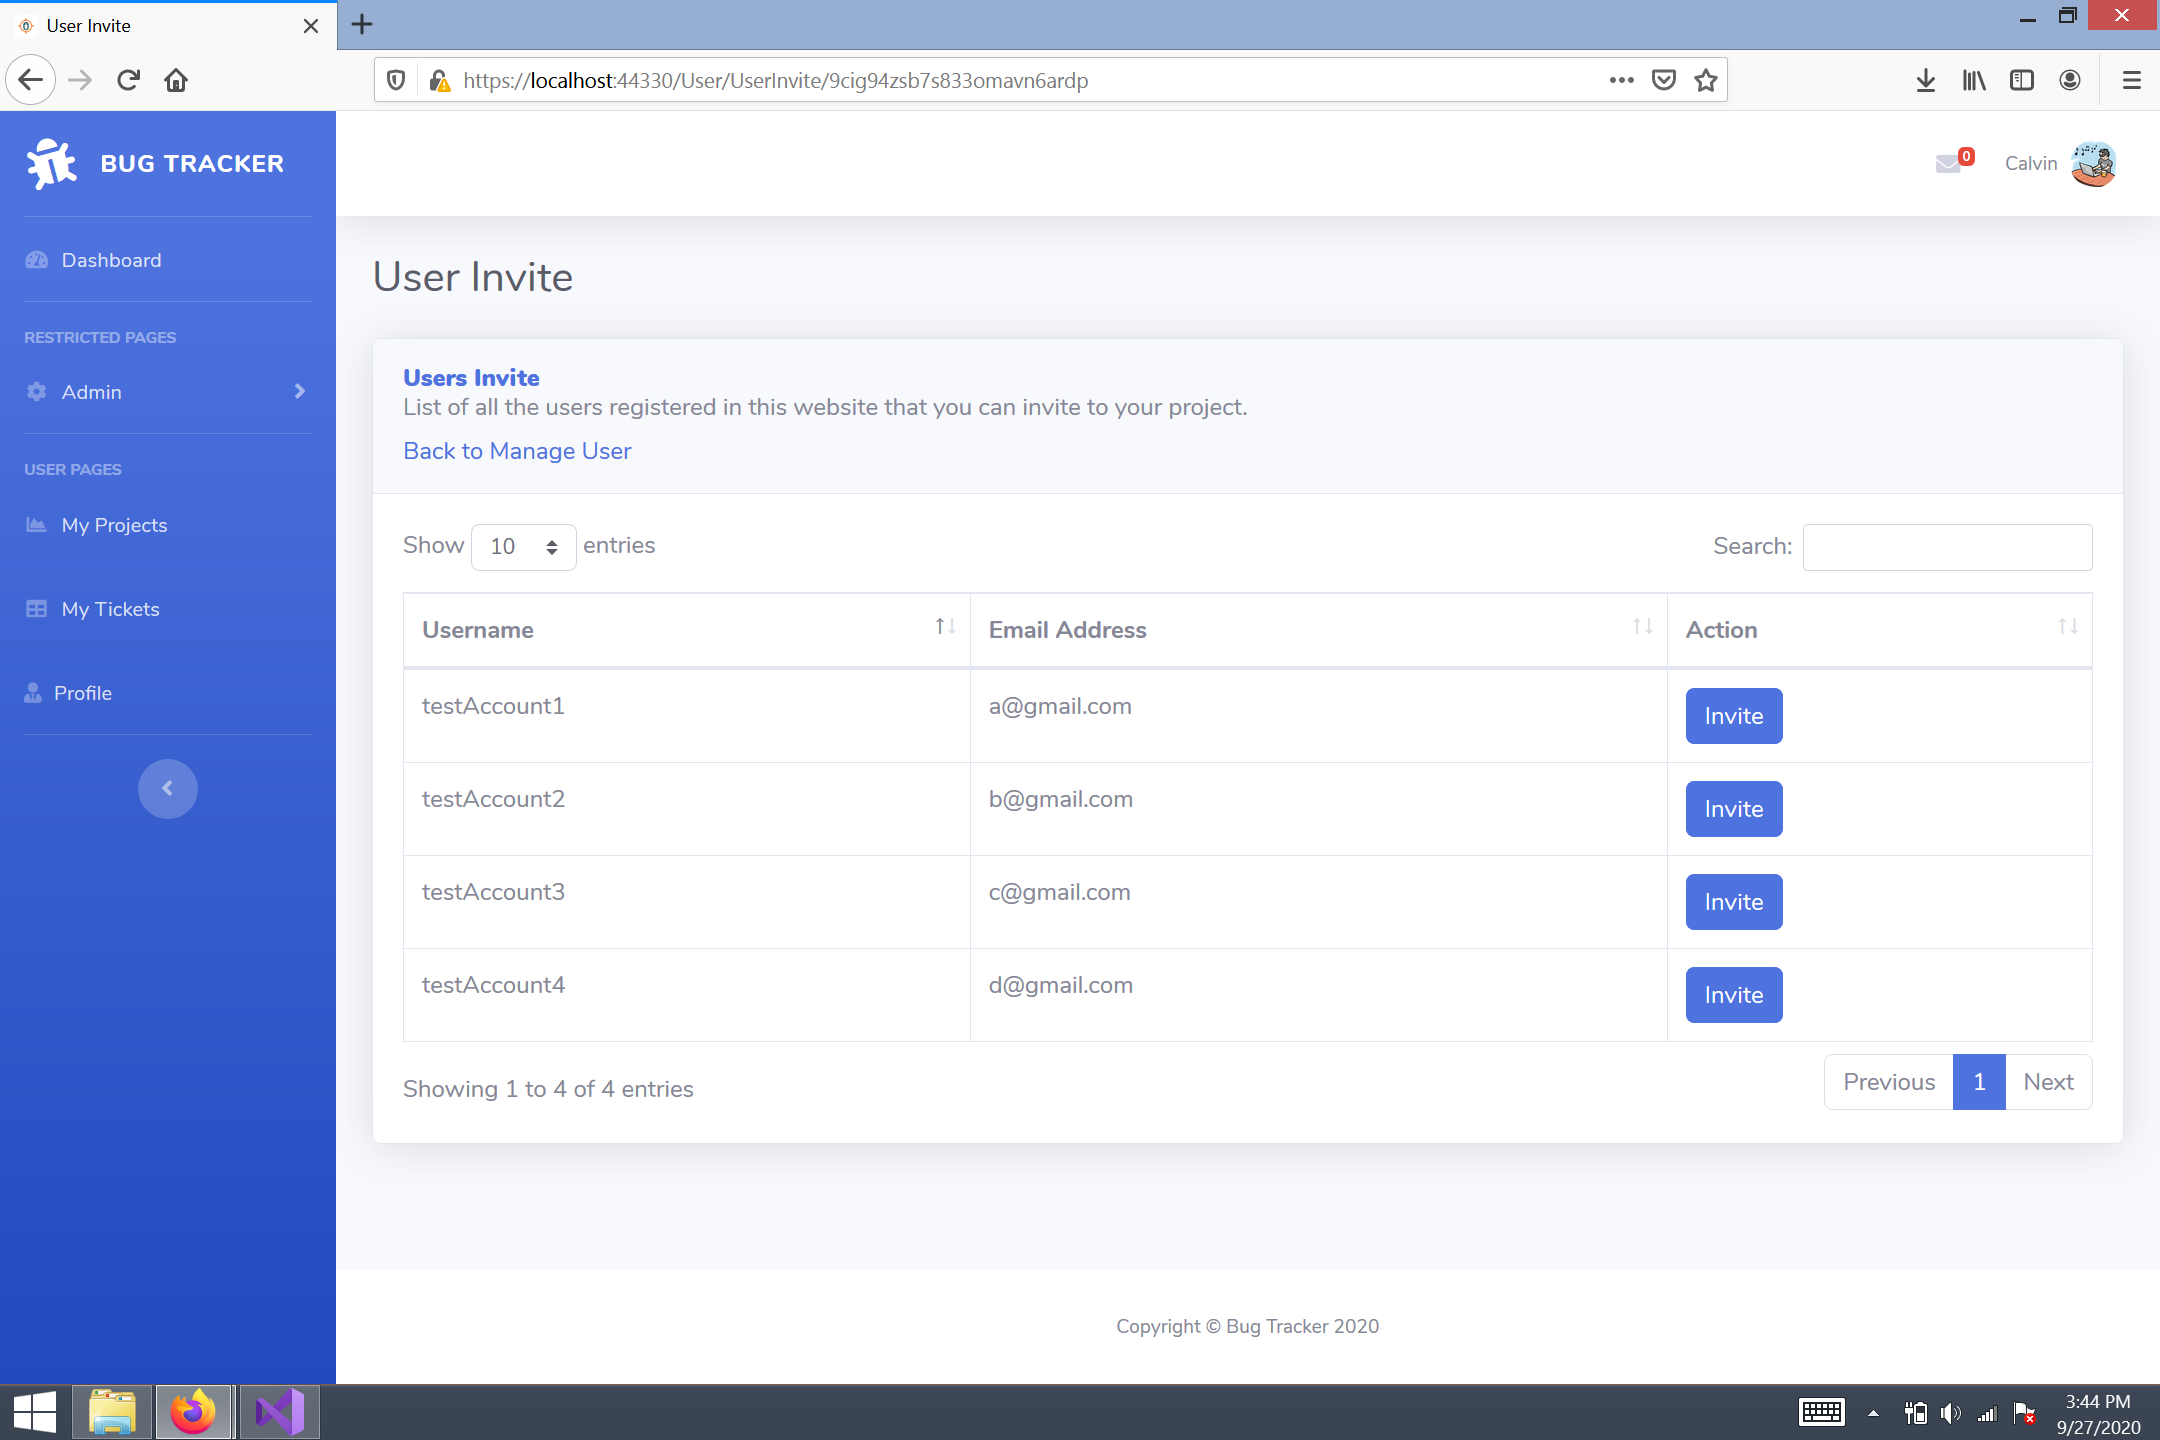 User Invite
https://localhost:44330/User/UserInvite/9cig94zsb7s833omavn6ardp
BUG TRACKER
0
Calvin
Dashboard
RESTRICTED PAGES
Admin
USER PAGES
My Projects
My Tickets
Profile
User Invite
Users Invite
List of all the users registered in this website that you can invite to your project.
Back to Manage User
Show 10 entries
Search:
Username Email Address Action
testAccount1 a@gmail.com Invite
testAccount2 b@gmail.com Invite
testAccount3 c@gmail.com Invite
testAccount4 d@gmail.com Invite
Showing 1 to 4 of 4 entries
Previous 1 Next
Copyright © Bug Tracker 2020
3:44 PM
9/27/2020